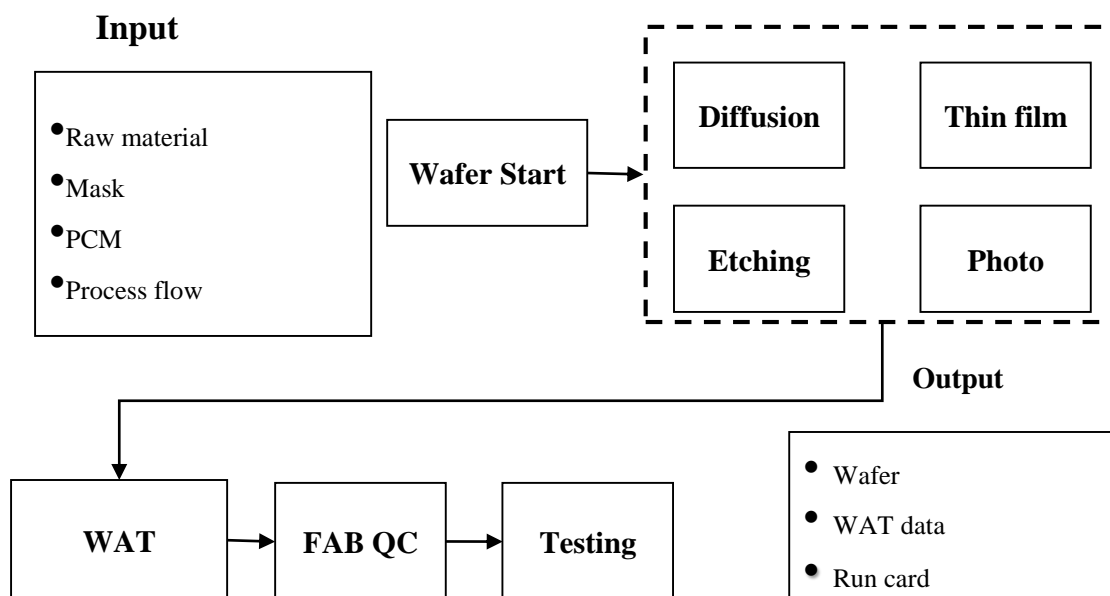 Input
•Raw material
•Mask
•PCM
•Process flow
Wafer Start
Diffusion
Thin film
Etching
Photo
Output
WAT
FAB QC
Testing
• Wafer
• WAT data
• Run card